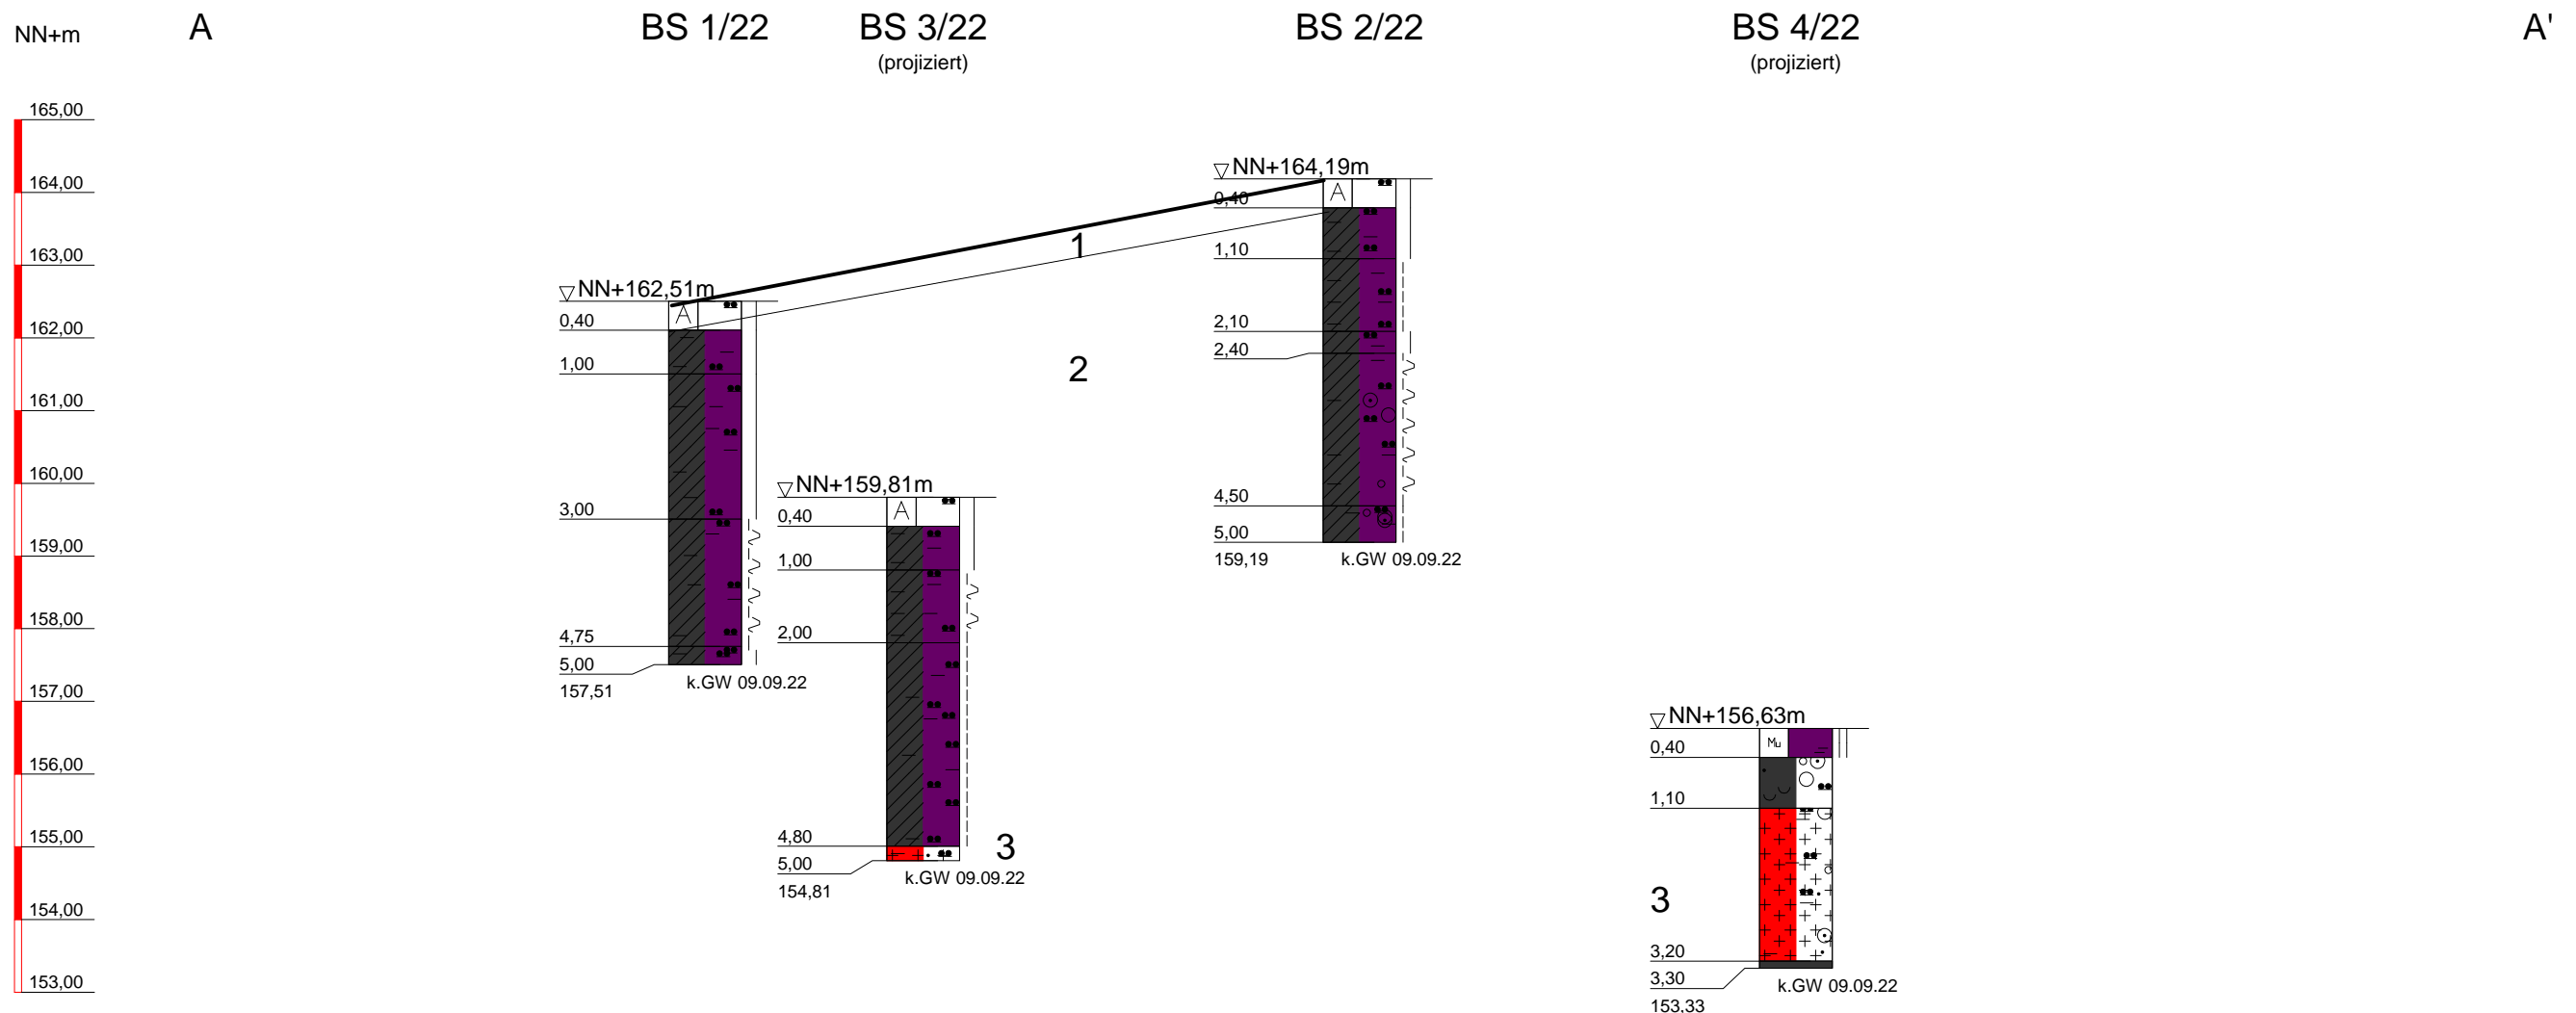 NN+m
A
BS 1/22
BS 3/22
(projiziert)
BS 2/22
BS 4/22
(projiziert)
A'
165,00
164,00
163,00
162,00
161,00
160,00
159,00
158,00
157,00
156,00
155,00
154,00
153,00
NN+162,51m
A
0,40
1,00
3,00
4,75
5,00
157,51
k.GW 09.09.22
NN+159,81m
A
0,40
1,00
2,00
4,80
5,00
154,81
k.GW 09.09.22
3
1
2
NN+164,19m
A
0,40
1,10
2,10
2,40
4,50
5,00
159,19
k.GW 09.09.22
NN+156,63m
Mu
0,40
1,10
3
3,20
3,30
153,33
k.GW 09.09.22